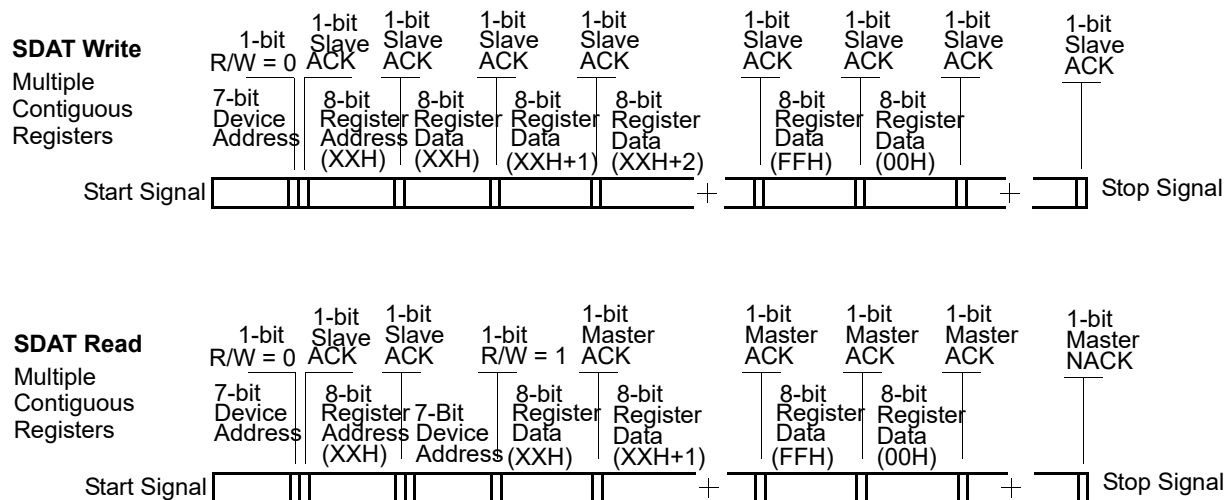 SDAT Write
Multiple
Contiguous
Registers
1-bit
R/W = 0
1-bit
Slave
ACK
1-bit
Slave
ACK
1-bit
Slave
ACK
1-bit
Slave
ACK
1-bit
Slave
ACK
1-bit
Slave
ACK
1-bit
Slave
ACK
1-bit
Slave
ACK
7-bit
Device
Address
8-bit
Register
Address
(XXH)
8-bit
Register
Data
(XXH)
8-bit
Register
Data
(XXH+1)
8-bit
Register
Data
(XXH+2)
8-bit
Register
Data
(FFH)
8-bit
Register
Data
(00H)
Start Signal
Stop Signal
SDAT Read
Multiple
Contiguous
Registers
1-bit
R/W = 0
1-bit
Slave
ACK
1-bit
Slave
ACK
1-bit
R/W = 1
1-bit
Master
ACK
1-bit
Master
ACK
1-bit
Master
ACK
1-bit
Master
ACK
1-bit
Master
NACK
7-bit
Device
Address
8-bit
Register
Address
(XXH)
7-Bit
Device
Address
8-bit
Register
Data
(XXH)
8-bit
Register
Data
(XXH+1)
8-bit
Register
Data
(FFH)
8-bit
Register
Data
(00H)
Start Signal
Stop Signal